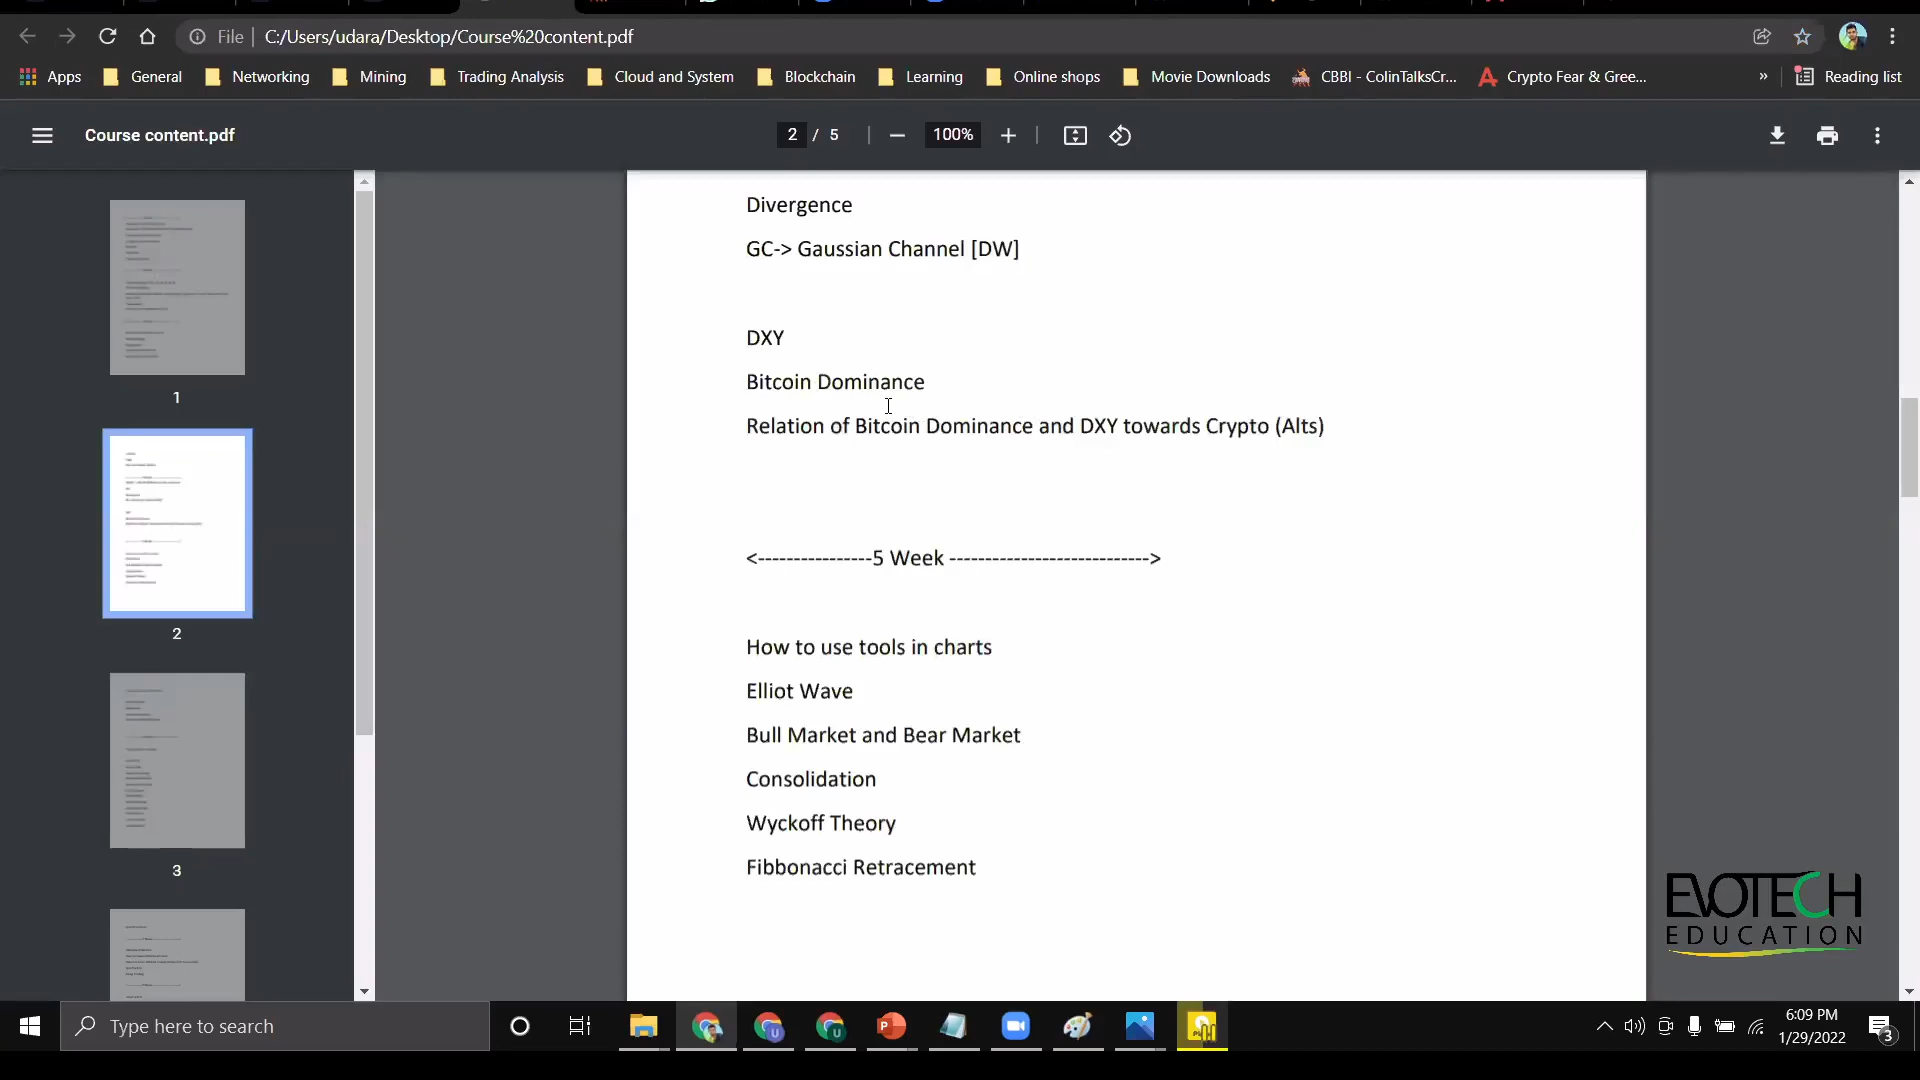 File
C:/Users/udara/Desktop/Course%20content.pdf
Apps
General
Networking
Mining
Trading Analysis
Cloud and System
Blockchain
Learning
Online shops
Movie Downloads
CBBI - ColinTalksCr...
Crypto Fear & Gree...
»
Reading list
Course content.pdf
2 / 5
100%
1
2
3
Divergence
GC-> Gaussian Channel [DW]
DXY
Bitcoin Dominance
Relation of Bitcoin Dominance and DXY towards Crypto (Alts)
<----------------5 Week ---------------------------->
How to use tools in charts
Elliot Wave
Bull Market and Bear Market
Consolidation
Wyckoff Theory
Fibbonacci Retracement
EVOTECH
EDUCATION
Type here to search
6:09 PM
1/29/2022
3